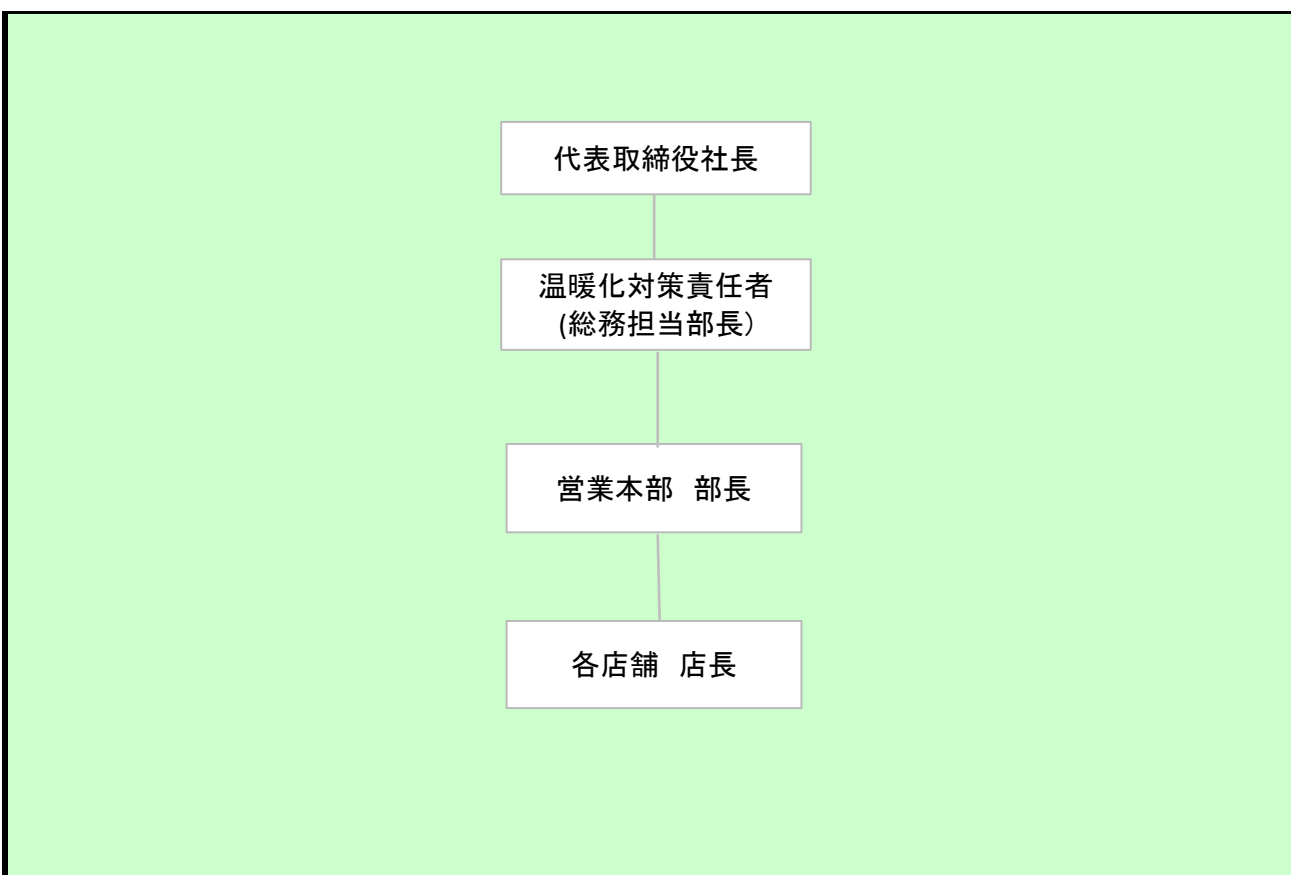 代表取締役社長
温暖化対策責任者
(総務担当部長）
営業本部　部長
各店舗　店長